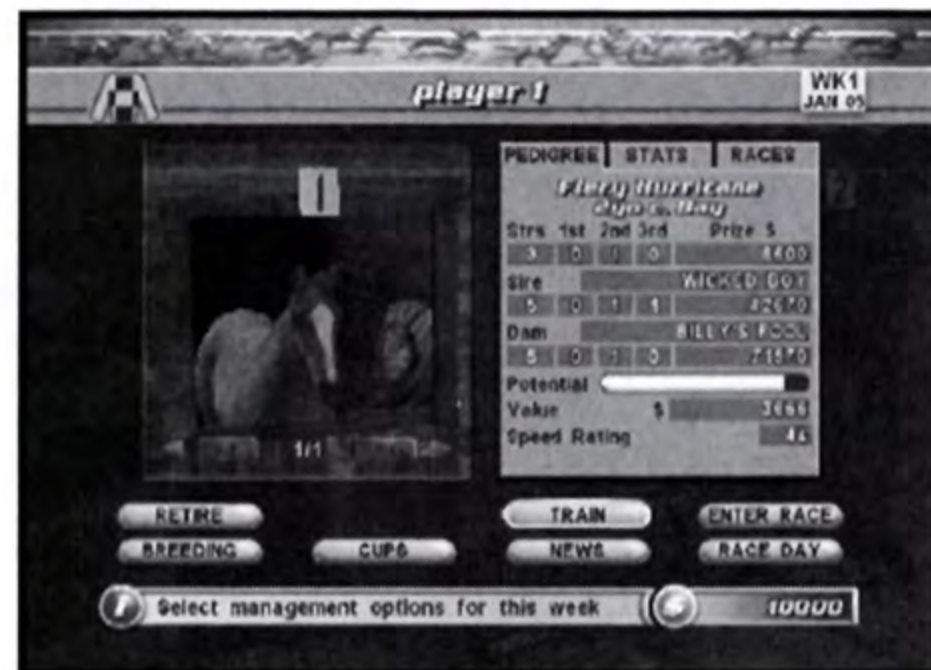 player 1
WK1
JAN 05
1
PEDIGREE STATS RACES
Fiery Hurricane
2yo c. Bay
Strs 1st 2nd 3rd Prize $
3 0 1 0
Sire WICKED BOY
5 0 1 1
Dam BILLY'S FOOL
5 0 1 0
Potential
Value $
Speed Rating 46
1/1
2
RETIRE TRAIN ENTER RACE
BREEDING CUPS NEWS RACE DAY
Select management options for this week $ 10000